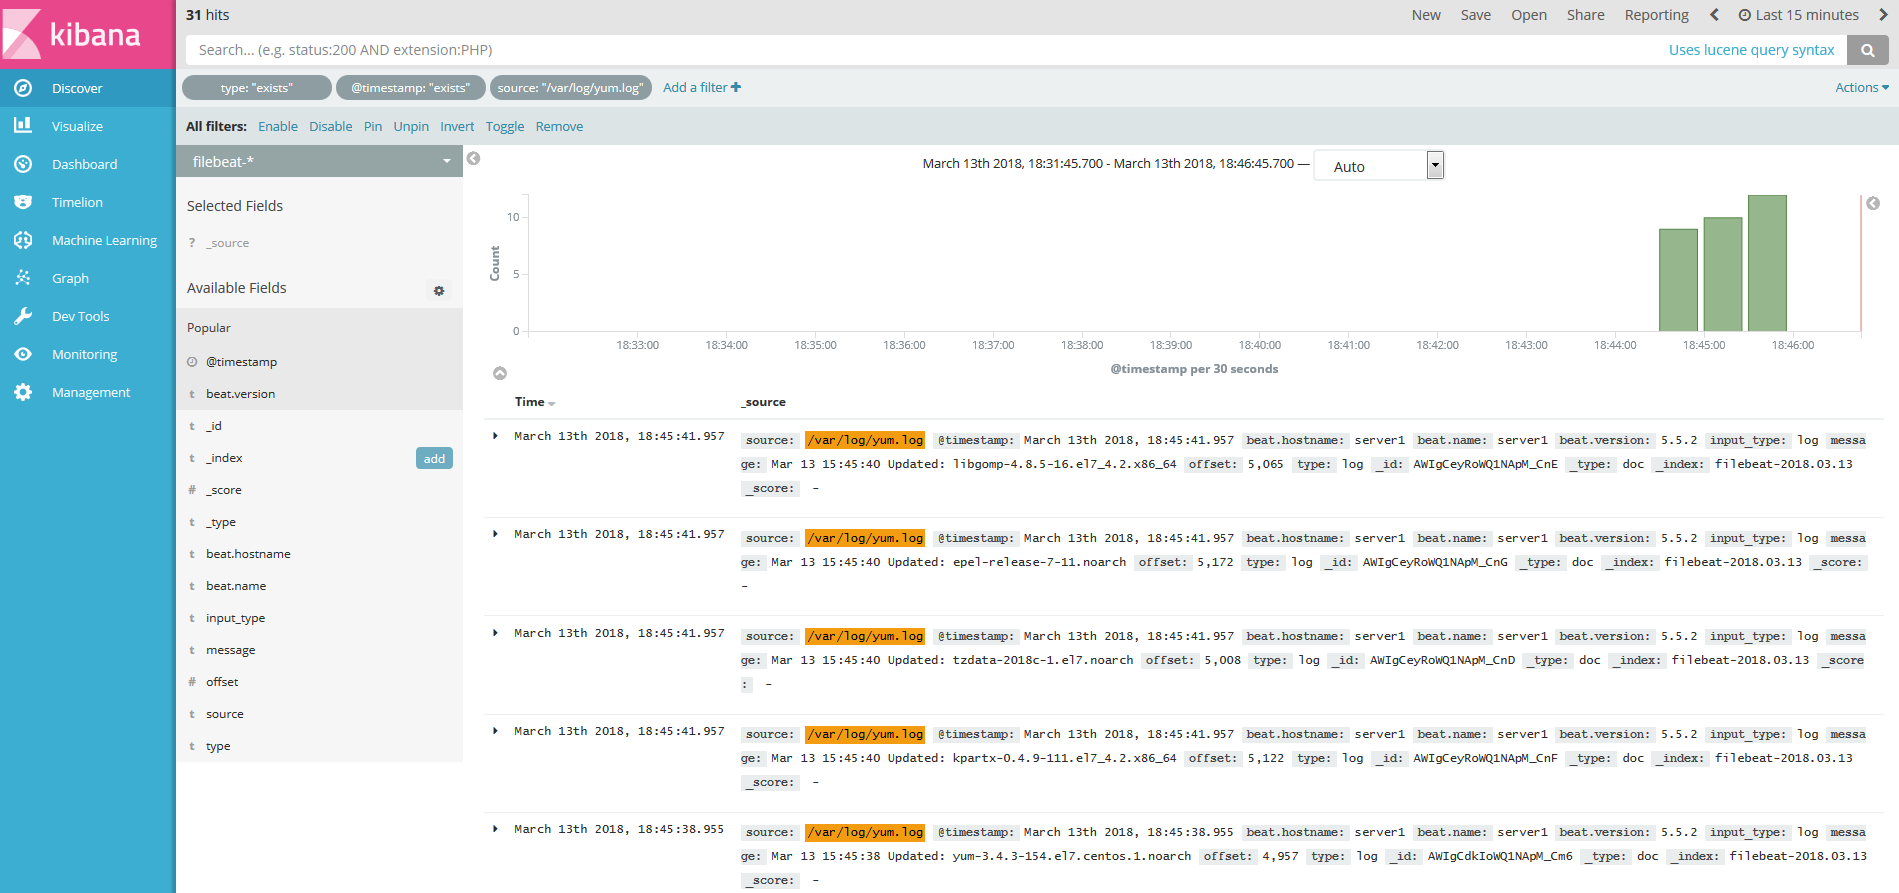 kibana
Discover
Visualize
Dashboard
Timelion
Machine Learning
Graph
Dev Tools
Monitoring
Management
31 hits
New Save Open Share Reporting Last 15 minutes
Search... (e.g. status:200 AND extension:PHP) Uses lucene query syntax
type: "exists" @timestamp: "exists" source: "/var/log/yum.log" Add a filter + Actions
All filters: Enable Disable Pin Unpin Invert Toggle Remove
filebeat-*
Selected Fields
? _source
Available Fields
Popular
@timestamp
t beat.version
t _id
t _index add
# _score
t _type
t beat.hostname
t beat.name
t input_type
t message
# offset
t source
t type
March 13th 2018, 18:31:45.700 - March 13th 2018, 18:46:45.700 — Auto
Count
10
5
0
18:33:00 18:34:00 18:35:00 18:36:00 18:37:00 18:38:00 18:39:00 18:40:00 18:41:00 18:42:00 18:43:00 18:44:00 18:45:00 18:46:00
@timestamp per 30 seconds
Time _source
March 13th 2018, 18:45:41.957 source: /var/log/yum.log @timestamp: March 13th 2018, 18:45:41.957 beat.hostname: server1 beat.name: server1 beat.version: 5.5.2 input_type: log messa
ge: Mar 13 15:45:40 Updated: libgomp-4.8.5-16.el7_4.2.x86_64 offset: 5,065 type: log _id: AWIgCeyRoWQ1NApM_CnE _type: doc _index: filebeat-2018.03.13
_score: -
March 13th 2018, 18:45:41.957 source: /var/log/yum.log @timestamp: March 13th 2018, 18:45:41.957 beat.hostname: server1 beat.name: server1 beat.version: 5.5.2 input_type: log messa
ge: Mar 13 15:45:40 Updated: epel-release-7-11.noarch offset: 5,172 type: log _id: AWIgCeyRoWQ1NApM_CnG _type: doc _index: filebeat-2018.03.13 _score:
-
March 13th 2018, 18:45:41.957 source: /var/log/yum.log @timestamp: March 13th 2018, 18:45:41.957 beat.hostname: server1 beat.name: server1 beat.version: 5.5.2 input_type: log messa
ge: Mar 13 15:45:40 Updated: tzdata-2018c-1.el7.noarch offset: 5,008 type: log _id: AWIgCeyRoWQ1NApM_CnD _type: doc _index: filebeat-2018.03.13 _score
: -
March 13th 2018, 18:45:41.957 source: /var/log/yum.log @timestamp: March 13th 2018, 18:45:41.957 beat.hostname: server1 beat.name: server1 beat.version: 5.5.2 input_type: log messa
ge: Mar 13 15:45:40 Updated: kpartx-0.4.9-111.el7_4.2.x86_64 offset: 5,122 type: log _id: AWIgCeyRoWQ1NApM_CnF _type: doc _index: filebeat-2018.03.13
_score: -
March 13th 2018, 18:45:38.955 source: /var/log/yum.log @timestamp: March 13th 2018, 18:45:38.955 beat.hostname: server1 beat.name: server1 beat.version: 5.5.2 input_type: log messa
ge: Mar 13 15:45:38 Updated: yum-3.4.3-154.el7.centos.1.noarch offset: 4,957 type: log _id: AWIgCdkIoWQ1NApM_Cm6 _type: doc _index: filebeat-2018.03.13
_score: -